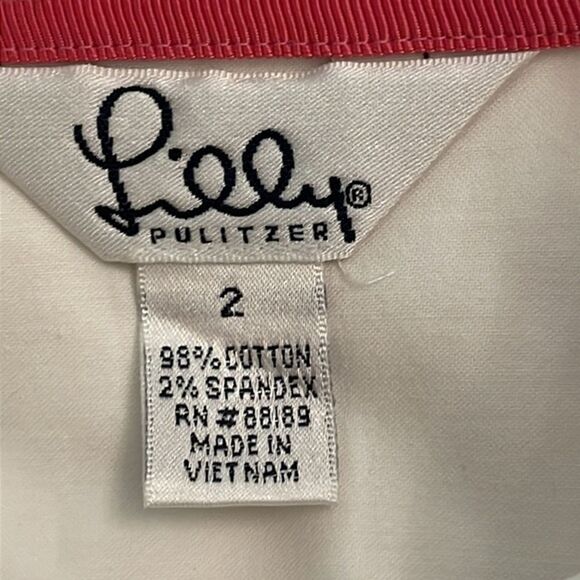 Lilly®
PULITZER
2
98% COTTON
2% SPANDEX
RN #88189
MADE IN
VIETNAM